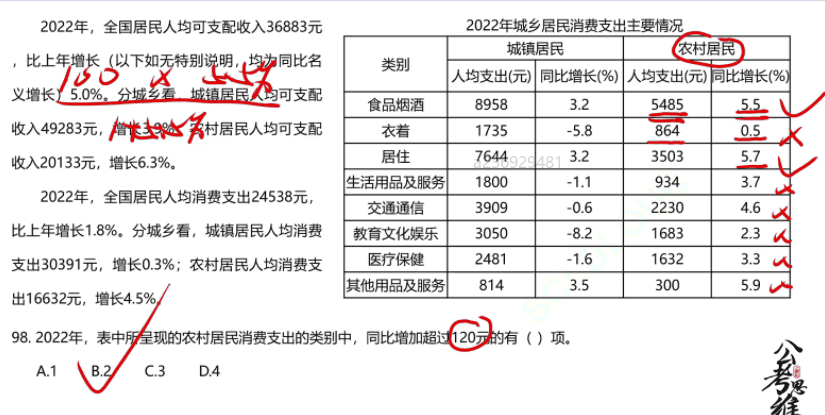 2022年，全国居民人均可支配收入36883元
，比上年增长（以下如无特别说明，均为同比名
义增长）5.0%。分城乡看，城镇居民人均可支配
收入49283元，增长3.9%；农村居民人均可支配
收入20133元，增长6.3%。
2022年，全国居民人均消费支出24538元，
比上年增长1.8%。分城乡看，城镇居民人均消费
支出30391元，增长0.3%；农村居民人均消费支
出16632元，增长4.5%。
2022年城乡居民消费支出主要情况
类别 城镇居民 农村居民
人均支出(元) 同比增长(%) 人均支出(元) 同比增长(%)
食品烟酒 8958 3.2 5485 5.5
衣着 1735 -5.8 864 0.5
居住 7644 3.2 3503 5.7
生活用品及服务 1800 -1.1 934 3.7
交通通信 3909 -0.6 2230 4.6
教育文化娱乐 3050 -8.2 1683 2.3
医疗保健 2481 -1.6 1632 3.3
其他用品及服务 814 3.5 300 5.9
98. 2022年，表中所呈现的农村居民消费支出的类别中，同比增加超过120元的有（ ）项。
A.1 B.2 C.3 D.4
公考思维